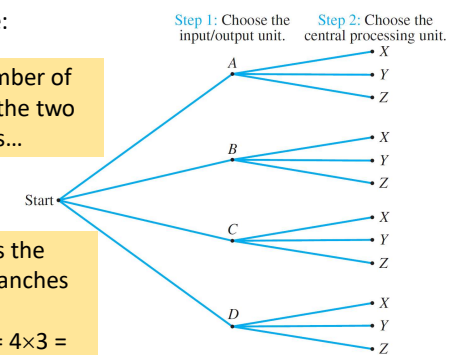 :
Step 1: Choose the
input/output unit.
Step 2: Choose the
central processing unit.
mber of
the two
s…
Start
s the
anches
= 4×3 =
A
X
Y
Z
B
X
Y
Z
C
X
Y
Z
D
X
Y
Z